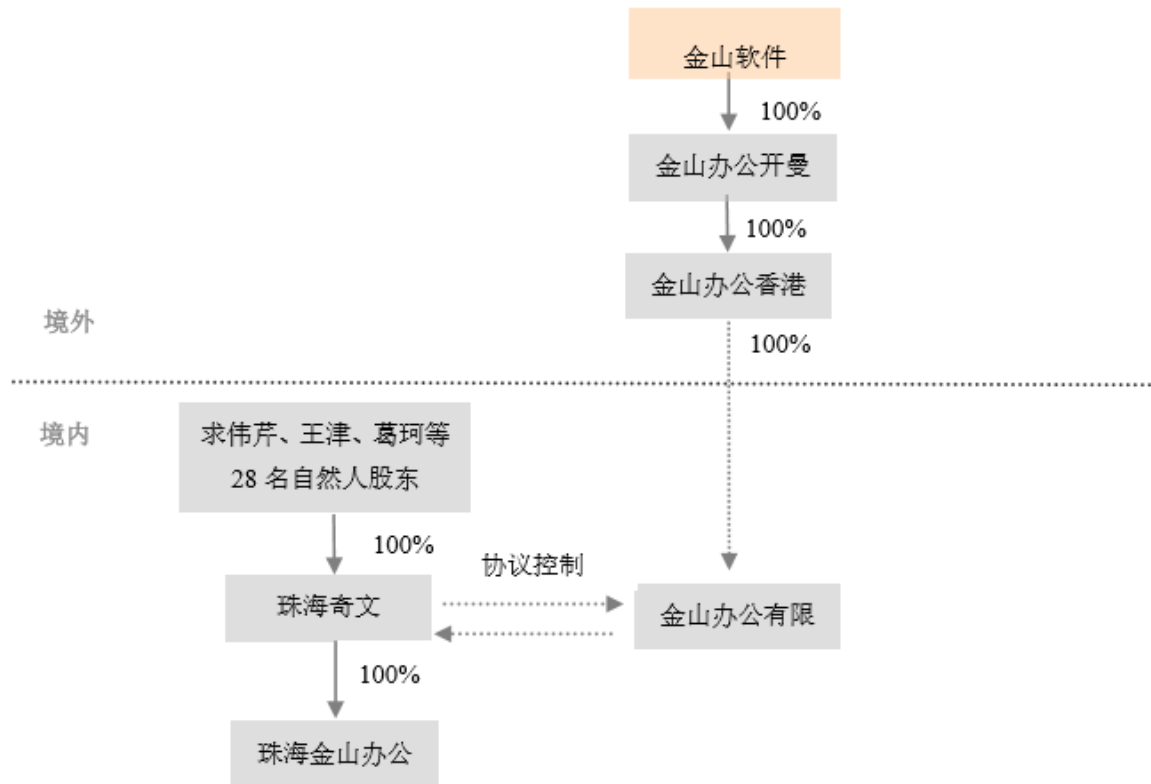 金山软件
100%
金山办公开曼
100%
金山办公香港
境外
100%
境内
求伟芹、王津、葛珂等
28 名自然人股东
100%
协议控制
珠海奇文
金山办公有限
100%
珠海金山办公